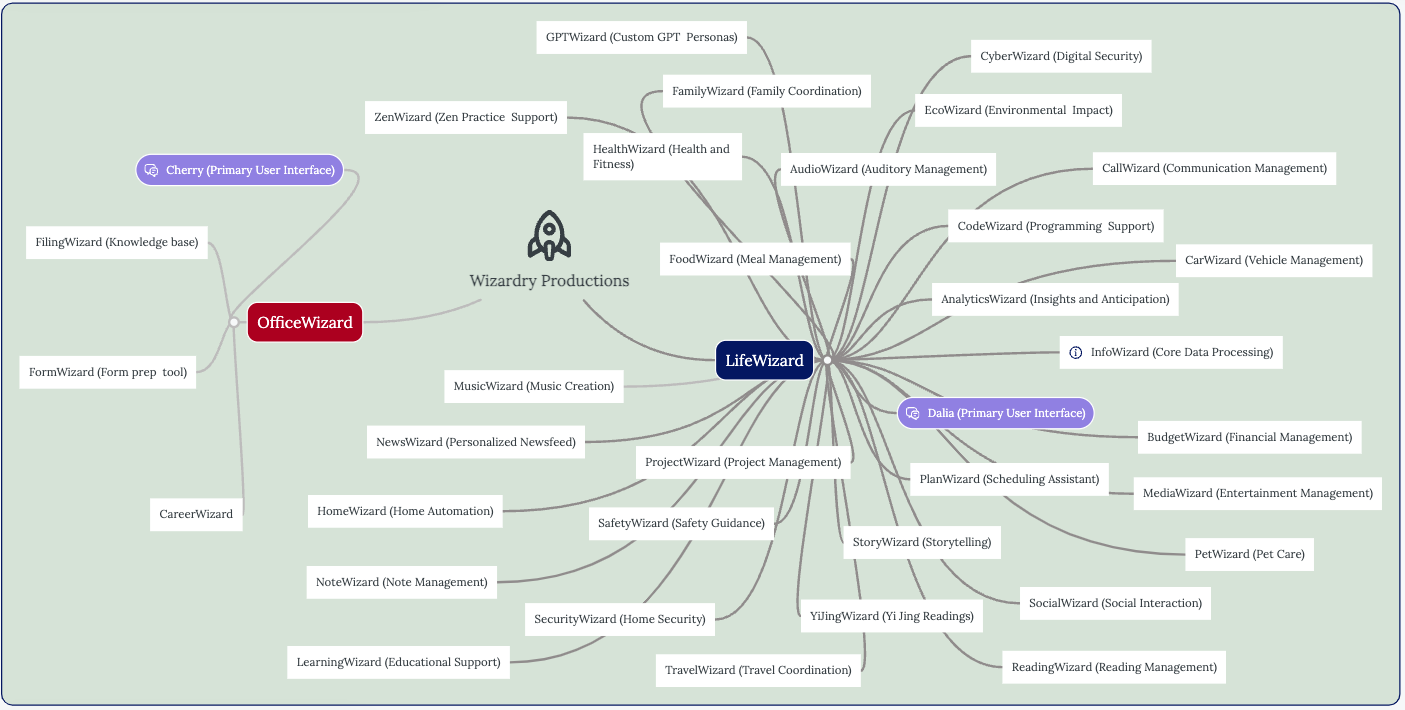 GPTWizard (Custom GPT Personas)
CyberWizard (Digital Security)
FamilyWizard (Family Coordination)
EcoWizard (Environmental Impact)
ZenWizard (Zen Practice Support)
HealthWizard (Health and
Fitness)
Cherry (Primary User Interface)
AudioWizard (Auditory Management)
CallWizard (Communication Management)
CodeWizard (Programming Support)
FilingWizard (Knowledge base)
FoodWizard (Meal Management)
CarWizard (Vehicle Management)
Wizardry Productions
AnalyticsWizard (Insights and Anticipation)
OfficeWizard
InfoWizard (Core Data Processing)
LifeWizard
FormWizard (Form prep tool)
MusicWizard (Music Creation)
Dalia (Primary User Interface)
NewsWizard (Personalized Newsfeed)
BudgetWizard (Financial Management)
ProjectWizard (Project Management)
PlanWizard (Scheduling Assistant)
MediaWizard (Entertainment Management)
HomeWizard (Home Automation)
CareerWizard
SafetyWizard (Safety Guidance)
StoryWizard (Storytelling)
PetWizard (Pet Care)
NoteWizard (Note Management)
SocialWizard (Social Interaction)
SecurityWizard (Home Security)
YiJingWizard (Yi Jing Readings)
LearningWizard (Educational Support)
TravelWizard (Travel Coordination)
ReadingWizard (Reading Management)